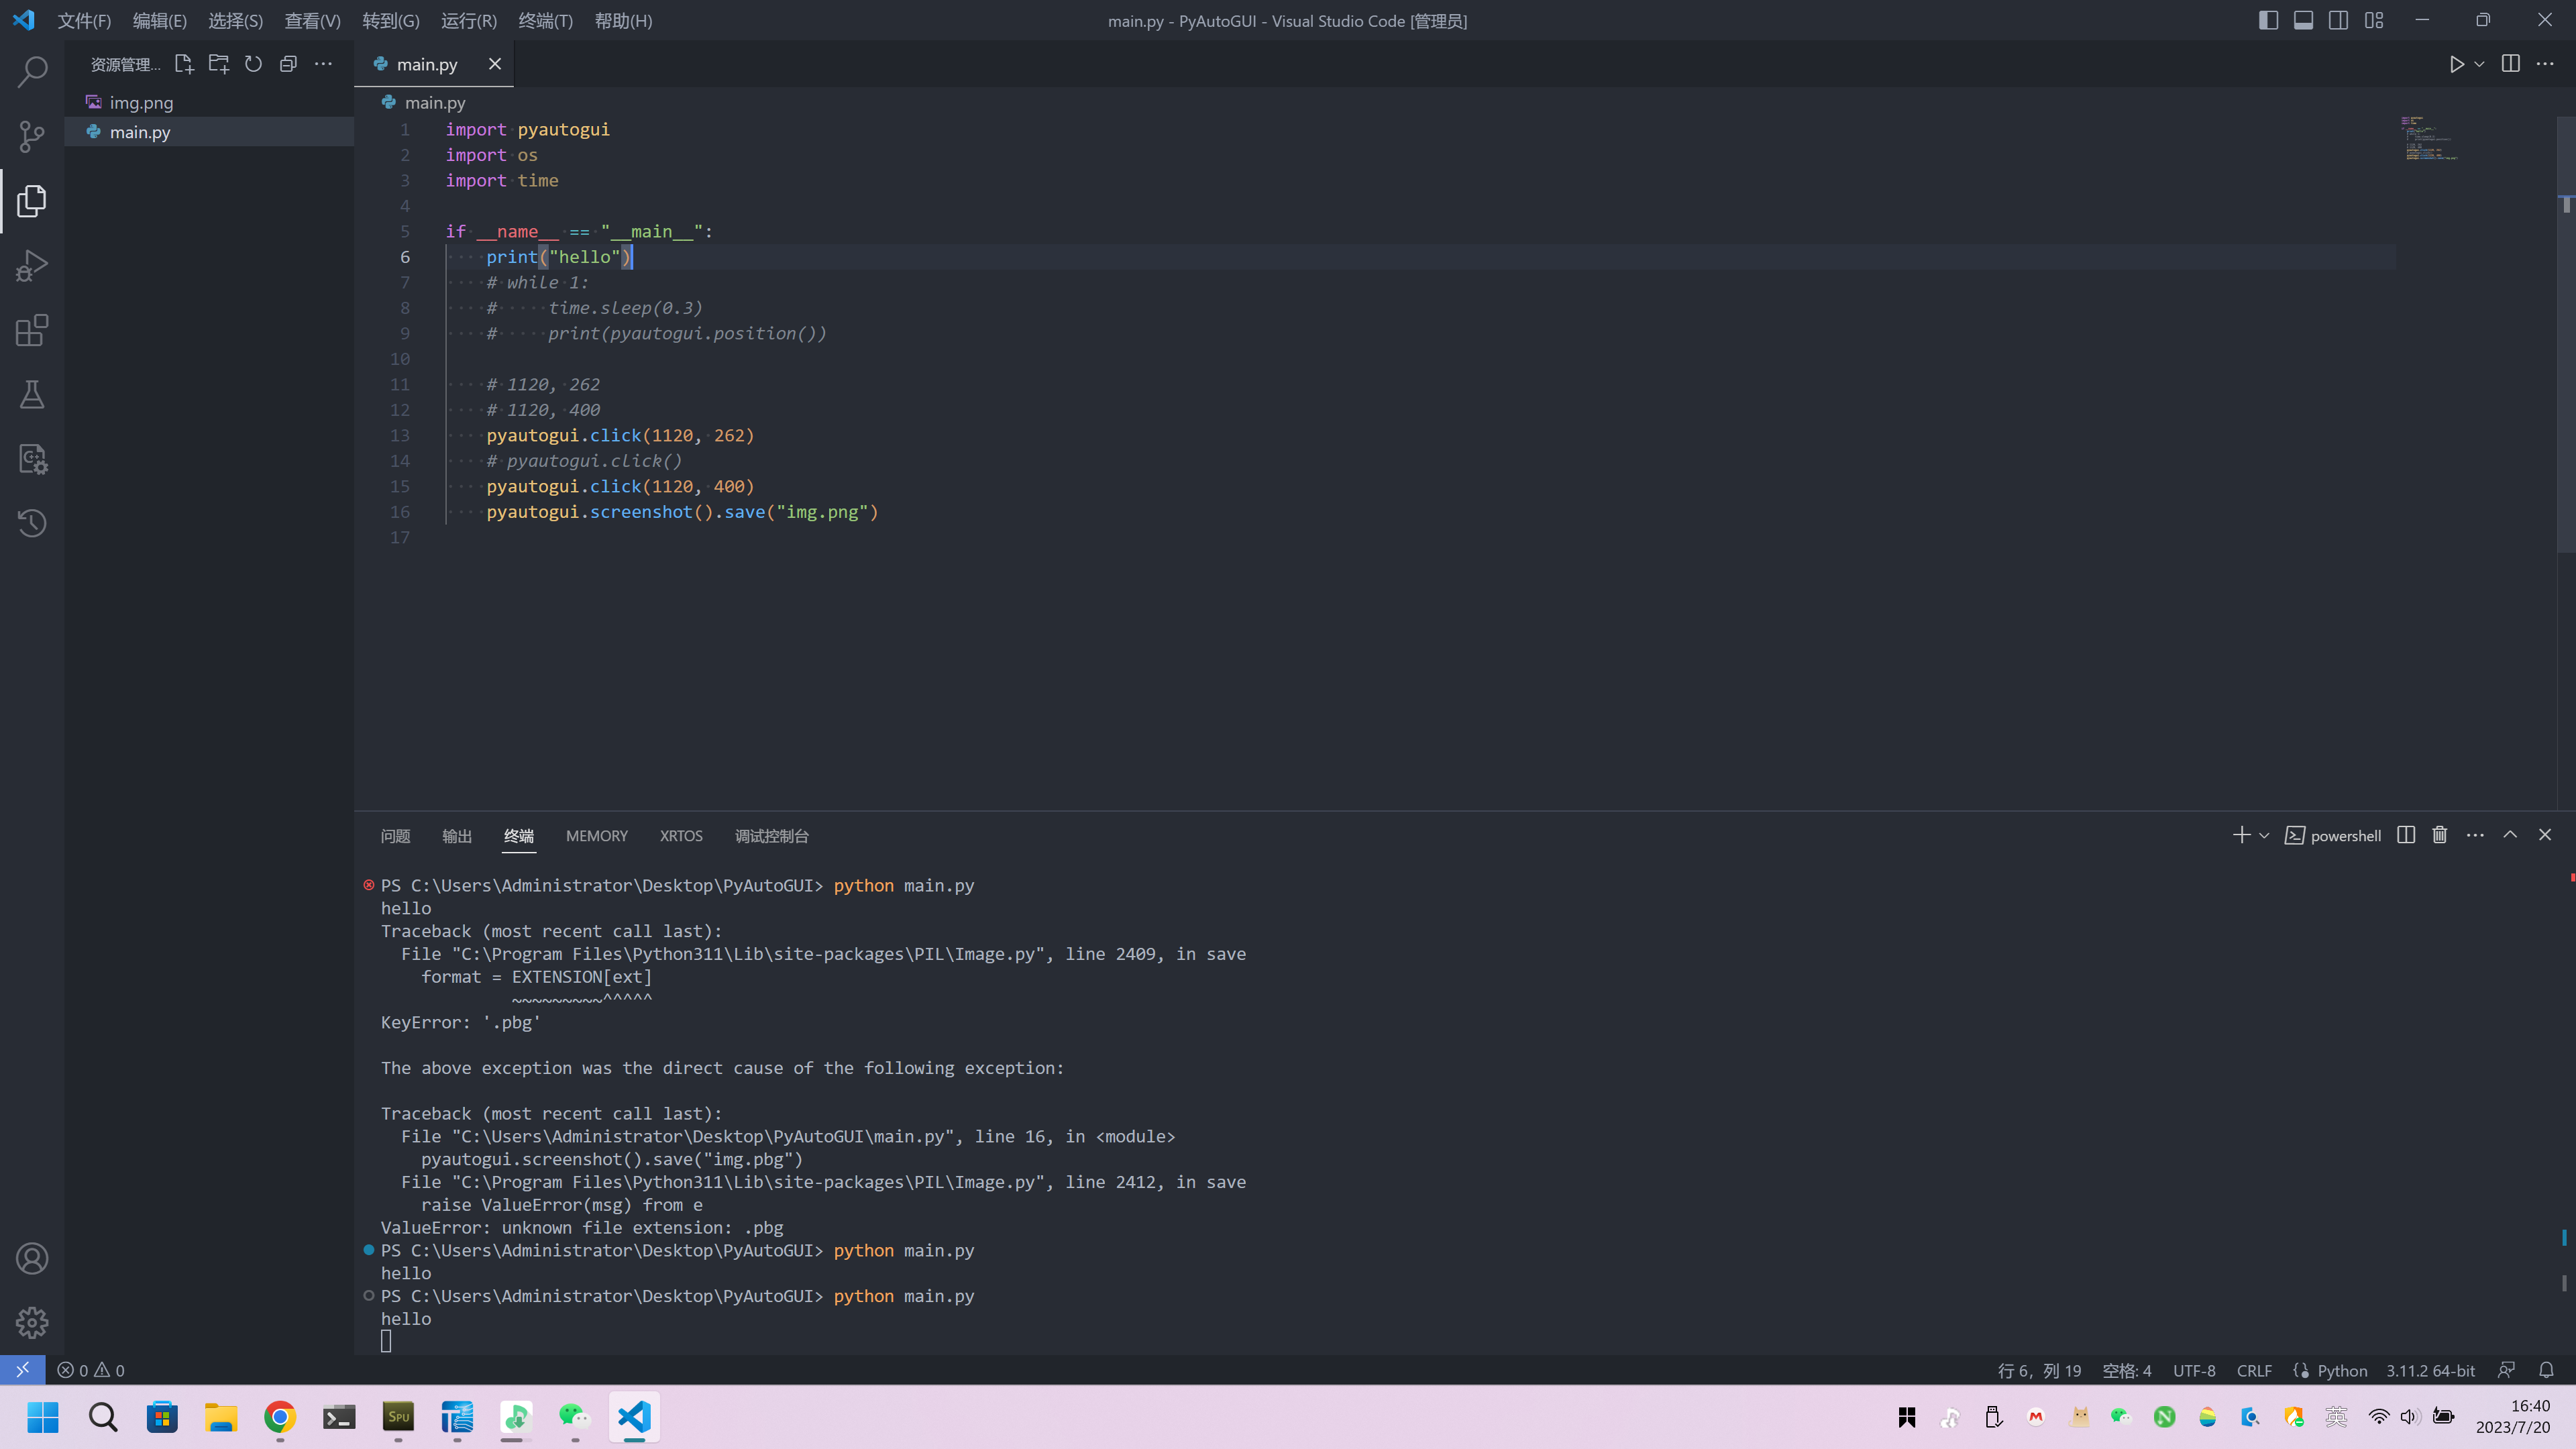 文件(F) 编辑(E) 选择(S) 查看(V) 转到(G) 运行(R) 终端(T) 帮助(H)
main.py - PyAutoGUI - Visual Studio Code [管理员]
资源管理...
main.py
img.png
main.py
main.py
1 import pyautogui
2 import os
3 import time
4
5 if __name__ == "__main__":
6 print("hello")
7 # while 1:
8 # time.sleep(0.3)
9 # print(pyautogui.position())
10
11 # 1120, 262
12 # 1120, 400
13 pyautogui.click(1120, 262)
14 # pyautogui.click()
15 pyautogui.click(1120, 400)
16 pyautogui.screenshot().save("img.png")
17
问题 输出 终端 MEMORY XRTOS 调试控制台
powershell
PS C:\Users\Administrator\Desktop\PyAutoGUI> python main.py
hello
Traceback (most recent call last):
File "C:\Program Files\Python311\Lib\site-packages\PIL\Image.py", line 2409, in save
format = EXTENSION[ext]
~~~~~~~~~^^^^^
KeyError: '.pbg'
The above exception was the direct cause of the following exception:
Traceback (most recent call last):
File "C:\Users\Administrator\Desktop\PyAutoGUI\main.py", line 16, in <module>
pyautogui.screenshot().save("img.pbg")
File "C:\Program Files\Python311\Lib\site-packages\PIL\Image.py", line 2412, in save
raise ValueError(msg) from e
ValueError: unknown file extension: .pbg
PS C:\Users\Administrator\Desktop\PyAutoGUI> python main.py
hello
PS C:\Users\Administrator\Desktop\PyAutoGUI> python main.py
hello
0 0
行 6，列 19 空格: 4 UTF-8 CRLF Python 3.11.2 64-bit
SPU
英
16:40
2023/7/20